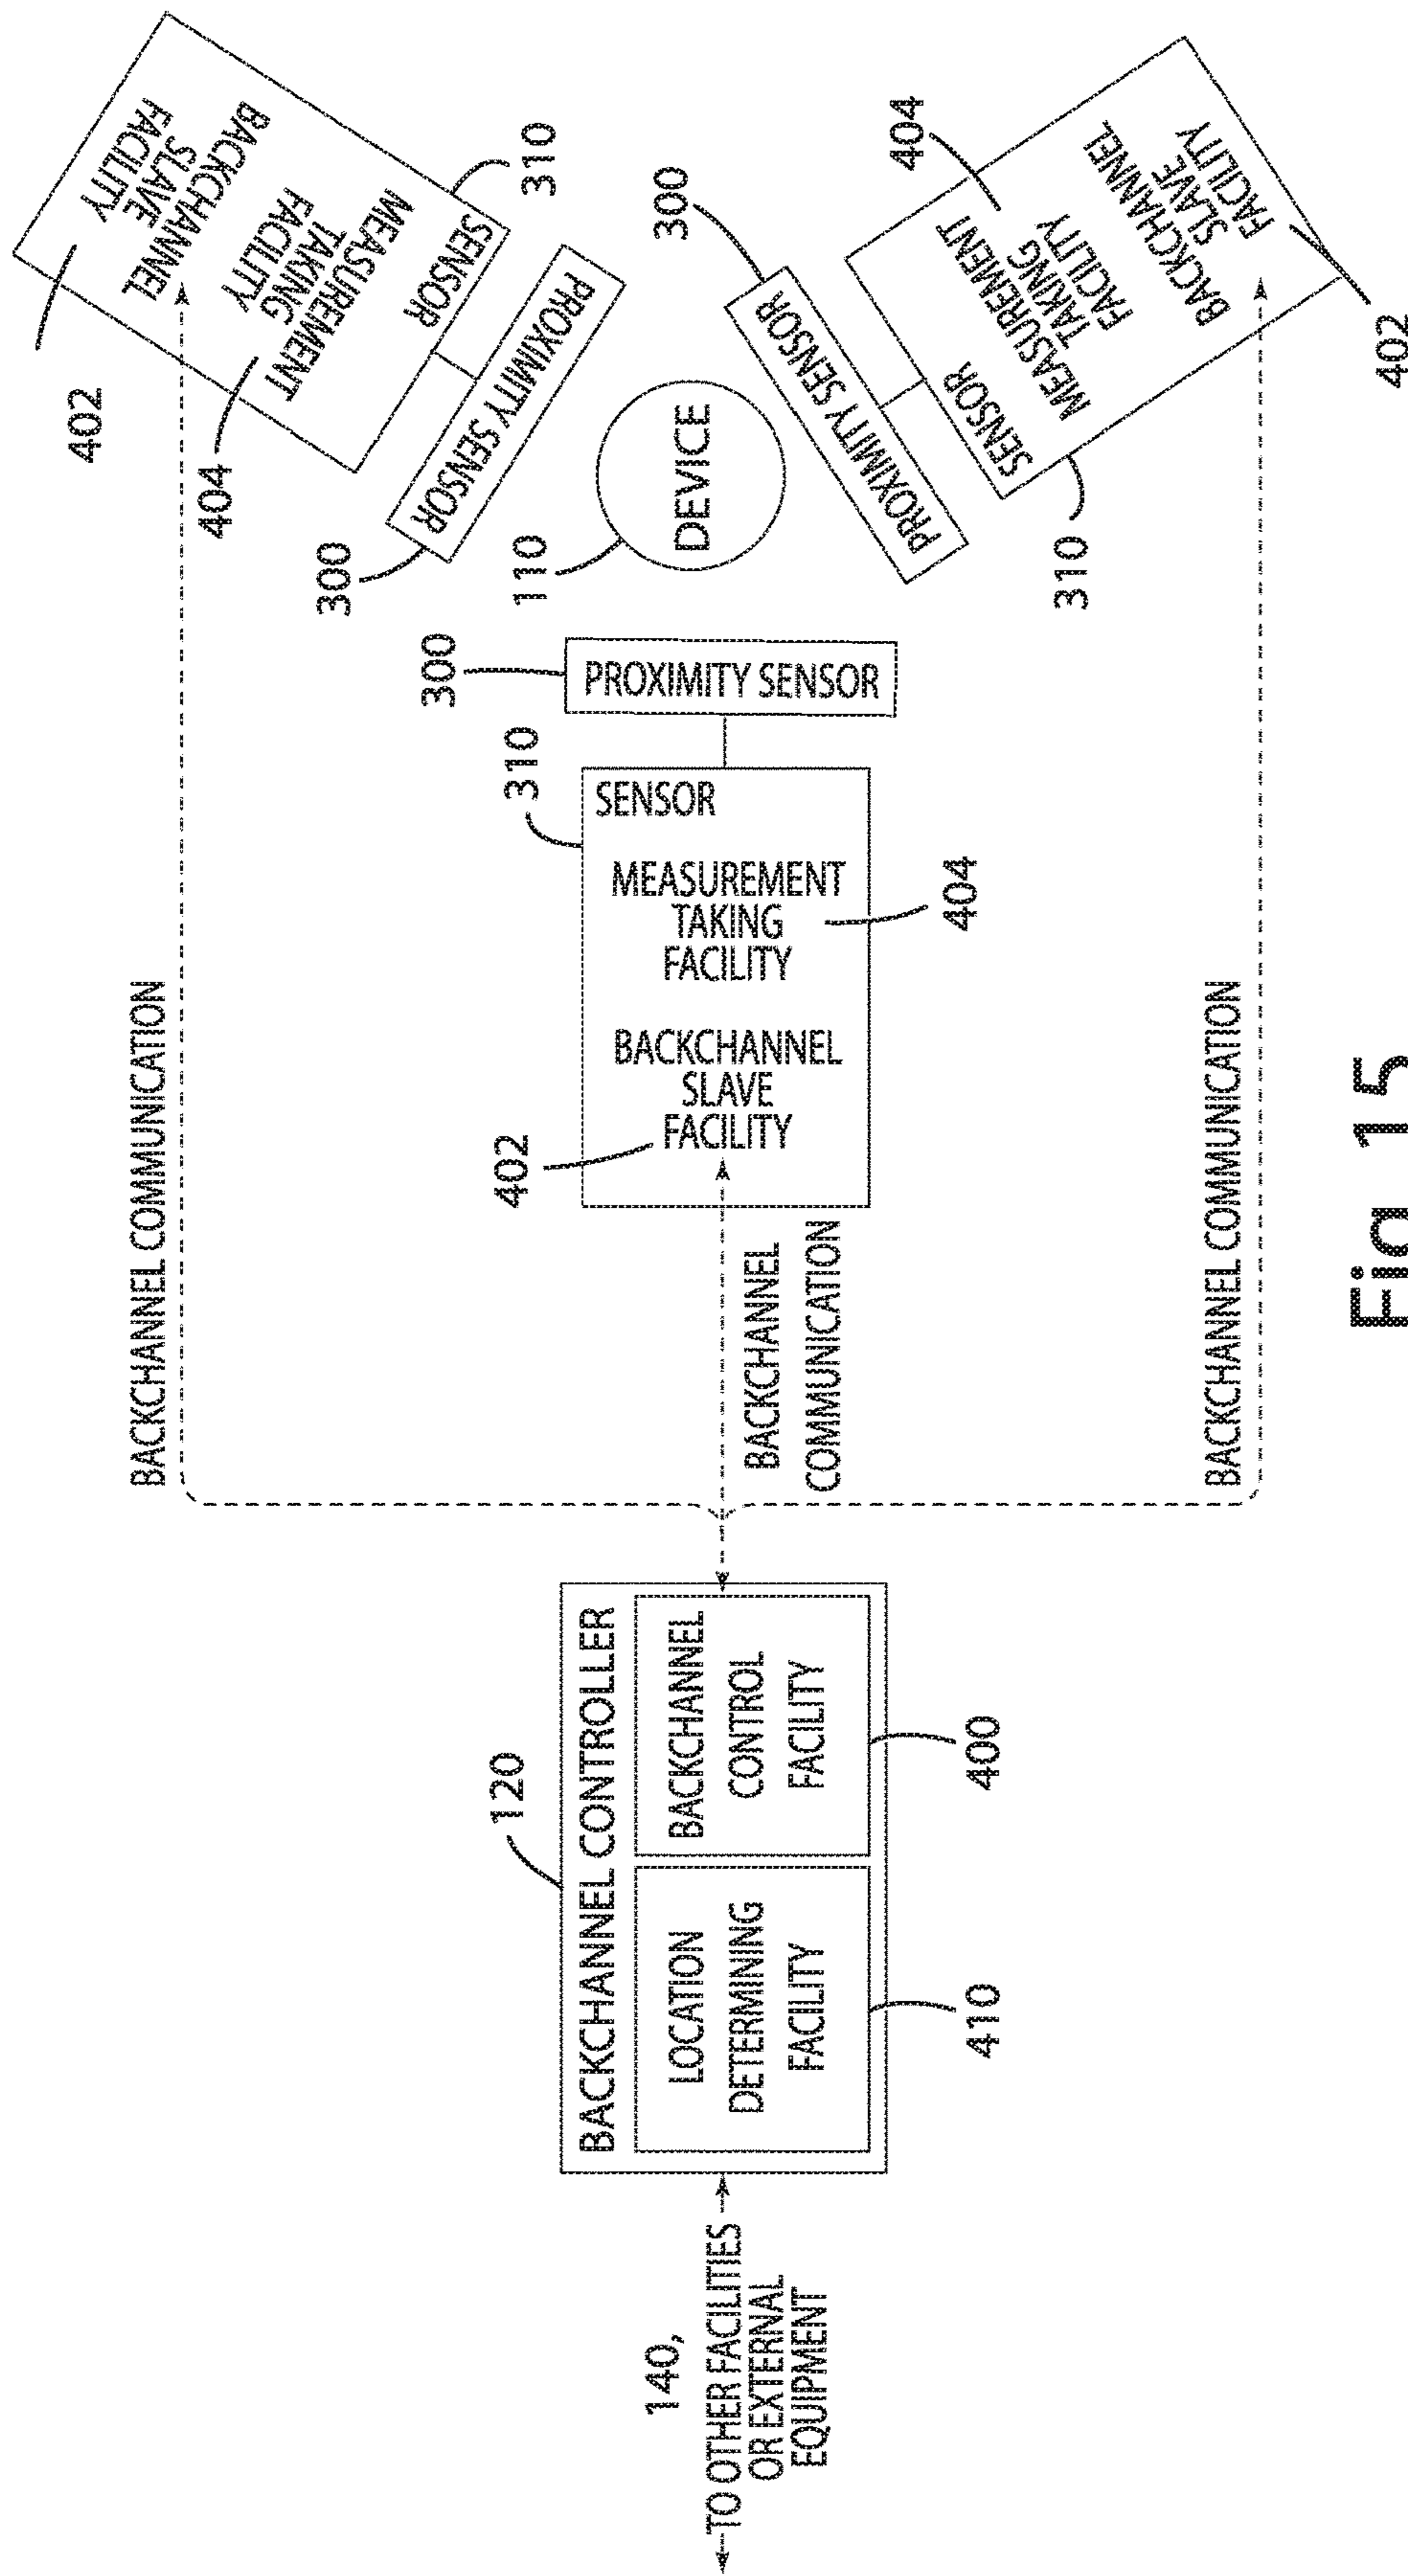 140,
TO OTHER FACILITIES
OR EXTERNAL
EQUIPMENT
120
BACKCHANNEL CONTROLLER
LOCATION
DETERMINING
FACILITY
410
BACKCHANNEL
CONTROL
FACILITY
400
BACKCHANNEL COMMUNICATION
BACKCHANNEL
COMMUNICATION
BACKCHANNEL COMMUNICATION
310
SENSOR
MEASUREMENT
TAKING
FACILITY
404
BACKCHANNEL
SLAVE
FACILITY
402
300
PROXIMITY SENSOR
110
DEVICE
402
BACKCHANNEL
SLAVE
FACILITY
404
MEASUREMENT
TAKING
FACILITY
SENSOR
310
300
PROXIMITY SENSOR
300
PROXIMITY SENSOR
SENSOR
310
MEASUREMENT
TAKING
FACILITY
404
BACKCHANNEL
SLAVE
FACILITY
402
Fig. 15